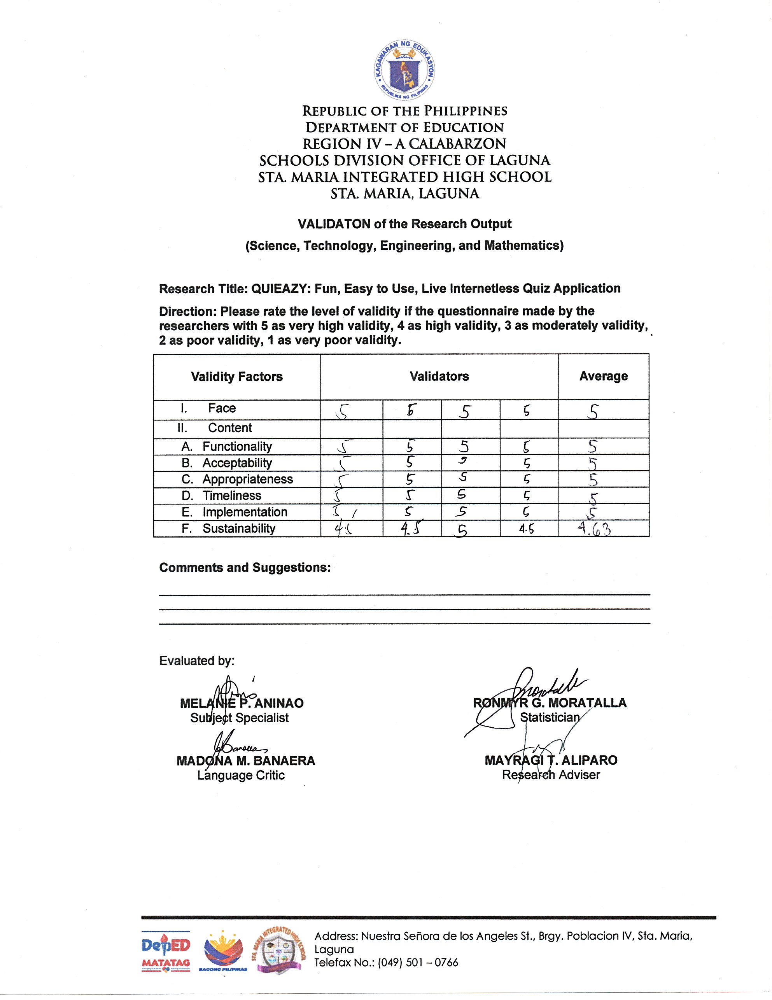 KAGAWARAN NG EDUKASYON
REPUBLIKA NG PILIPINAS
REPUBLIC OF THE PHILIPPINES
DEPARTMENT OF EDUCATION
REGION IV – A CALABARZON
SCHOOLS DIVISION OFFICE OF LAGUNA
STA. MARIA INTEGRATED HIGH SCHOOL
STA. MARIA, LAGUNA
VALIDATON of the Research Output
(Science, Technology, Engineering, and Mathematics)
Research Title: QUIEAZY: Fun, Easy to Use, Live Internetless Quiz Application
Direction: Please rate the level of validity if the questionnaire made by the
researchers with 5 as very high validity, 4 as high validity, 3 as moderately validity,
2 as poor validity, 1 as very poor validity.
Validity Factors Validators Average
I. Face 5 5 5 5 5
II. Content
A. Functionality 5 5 5 5 5
B. Acceptability 5 5 5 5 5
C. Appropriateness 5 5 5 5 5
D. Timeliness 5 5 5 5 5
E. Implementation 5 5 5 5 5
F. Sustainability 4.5 4.5 5 4.5 4.63
Comments and Suggestions:
Evaluated by:
MELANIE P. ANINAO RONMYR G. MORATALLA
Subject Specialist Statistician
MADONA M. BANAERA MAYRAGI T. ALIPARO
Language Critic Research Adviser
DepED
MATATAG
BAGONG PILIPINAS
STA. MARIA INTEGRATED HIGH SCHOOL
Address: Nuestra Señora de los Angeles St., Brgy. Poblacion IV, Sta. Maria,
Laguna
Telefax No.: (049) 501 – 0766